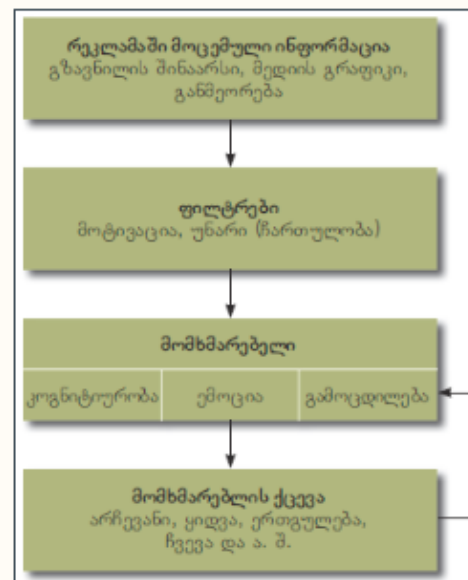 რეკლამაში მოცემული ინფორმაცია
გზავნილის შინაარსი, მედიის გრაფიკი,
განმეორება
ფილტრები
მოტივაცია, უნარი (ჩართულობა)
მომხმარებელი
კოგნიტიურობა ემოცია გამოცდილება
მომხმარებლის ქცევა
არჩევანი, ყიდვა, ერთგულება,
ჩვევა და ა. შ.